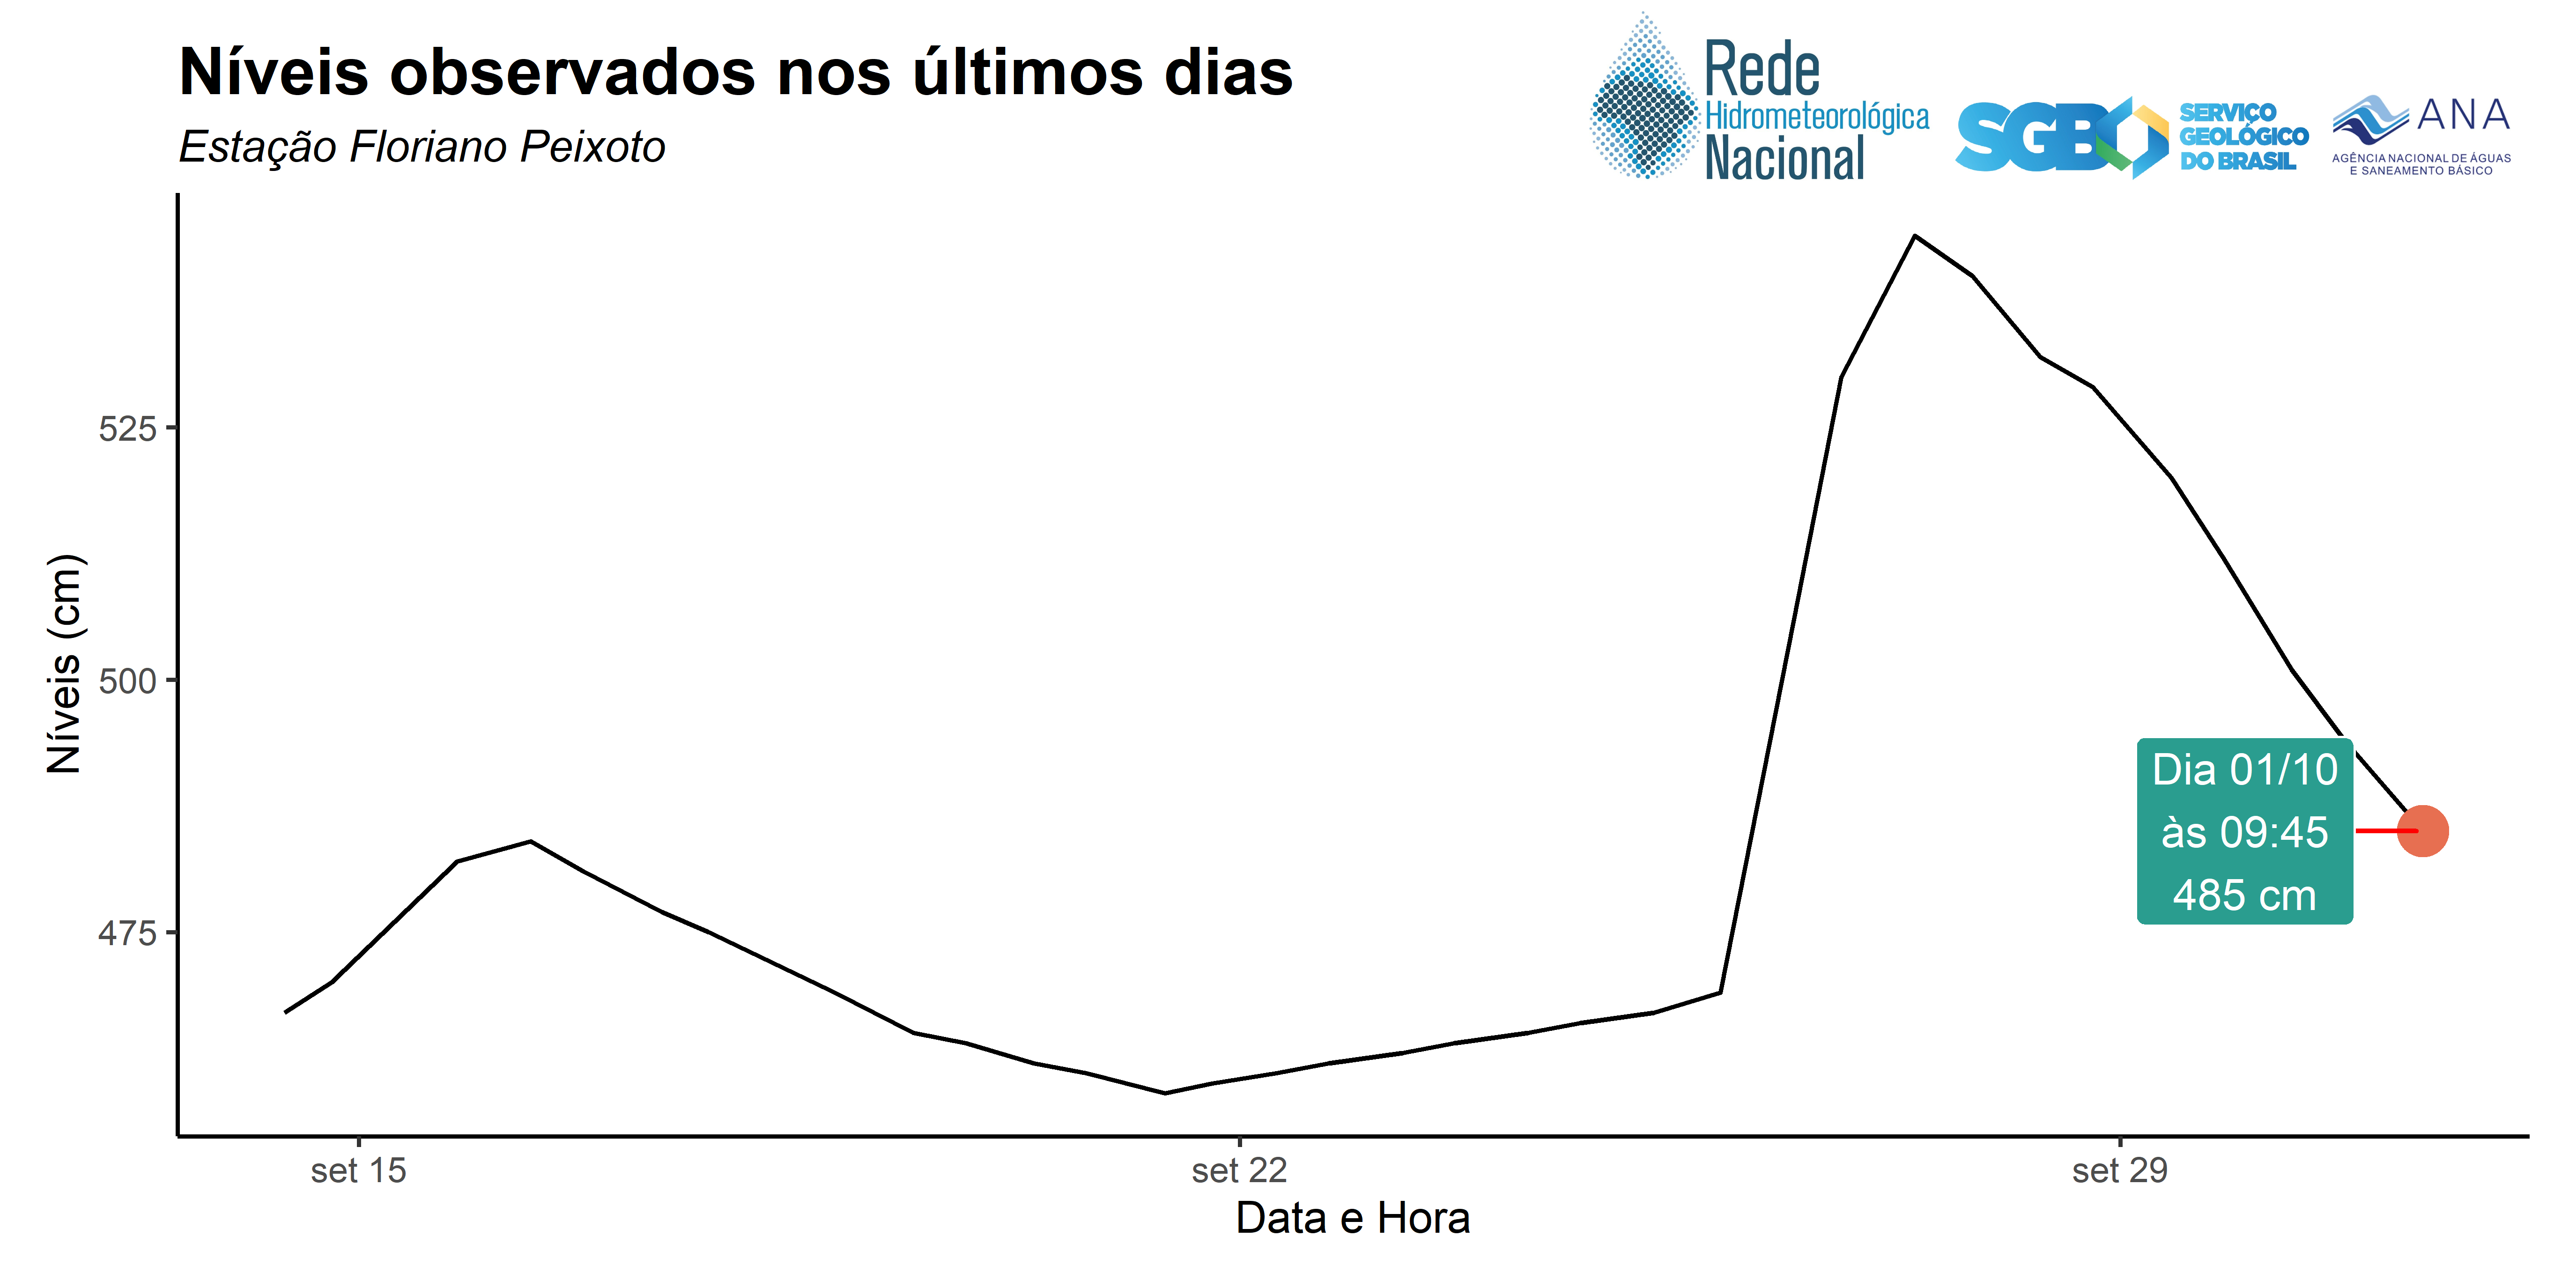 Níveis observados nos últimos dias
Estação Floriano Peixoto
Rede
Hidrometeorológica
Nacional
SGB
SERVIÇO
GEOLÓGICO
DO BRASIL
ANA
AGÊNCIA NACIONAL DE ÁGUAS
E SANEAMENTO BÁSICO
Níveis (cm)
525
500
475
Dia 01/10
às 09:45
485 cm
set 15
set 22
set 29
Data e Hora